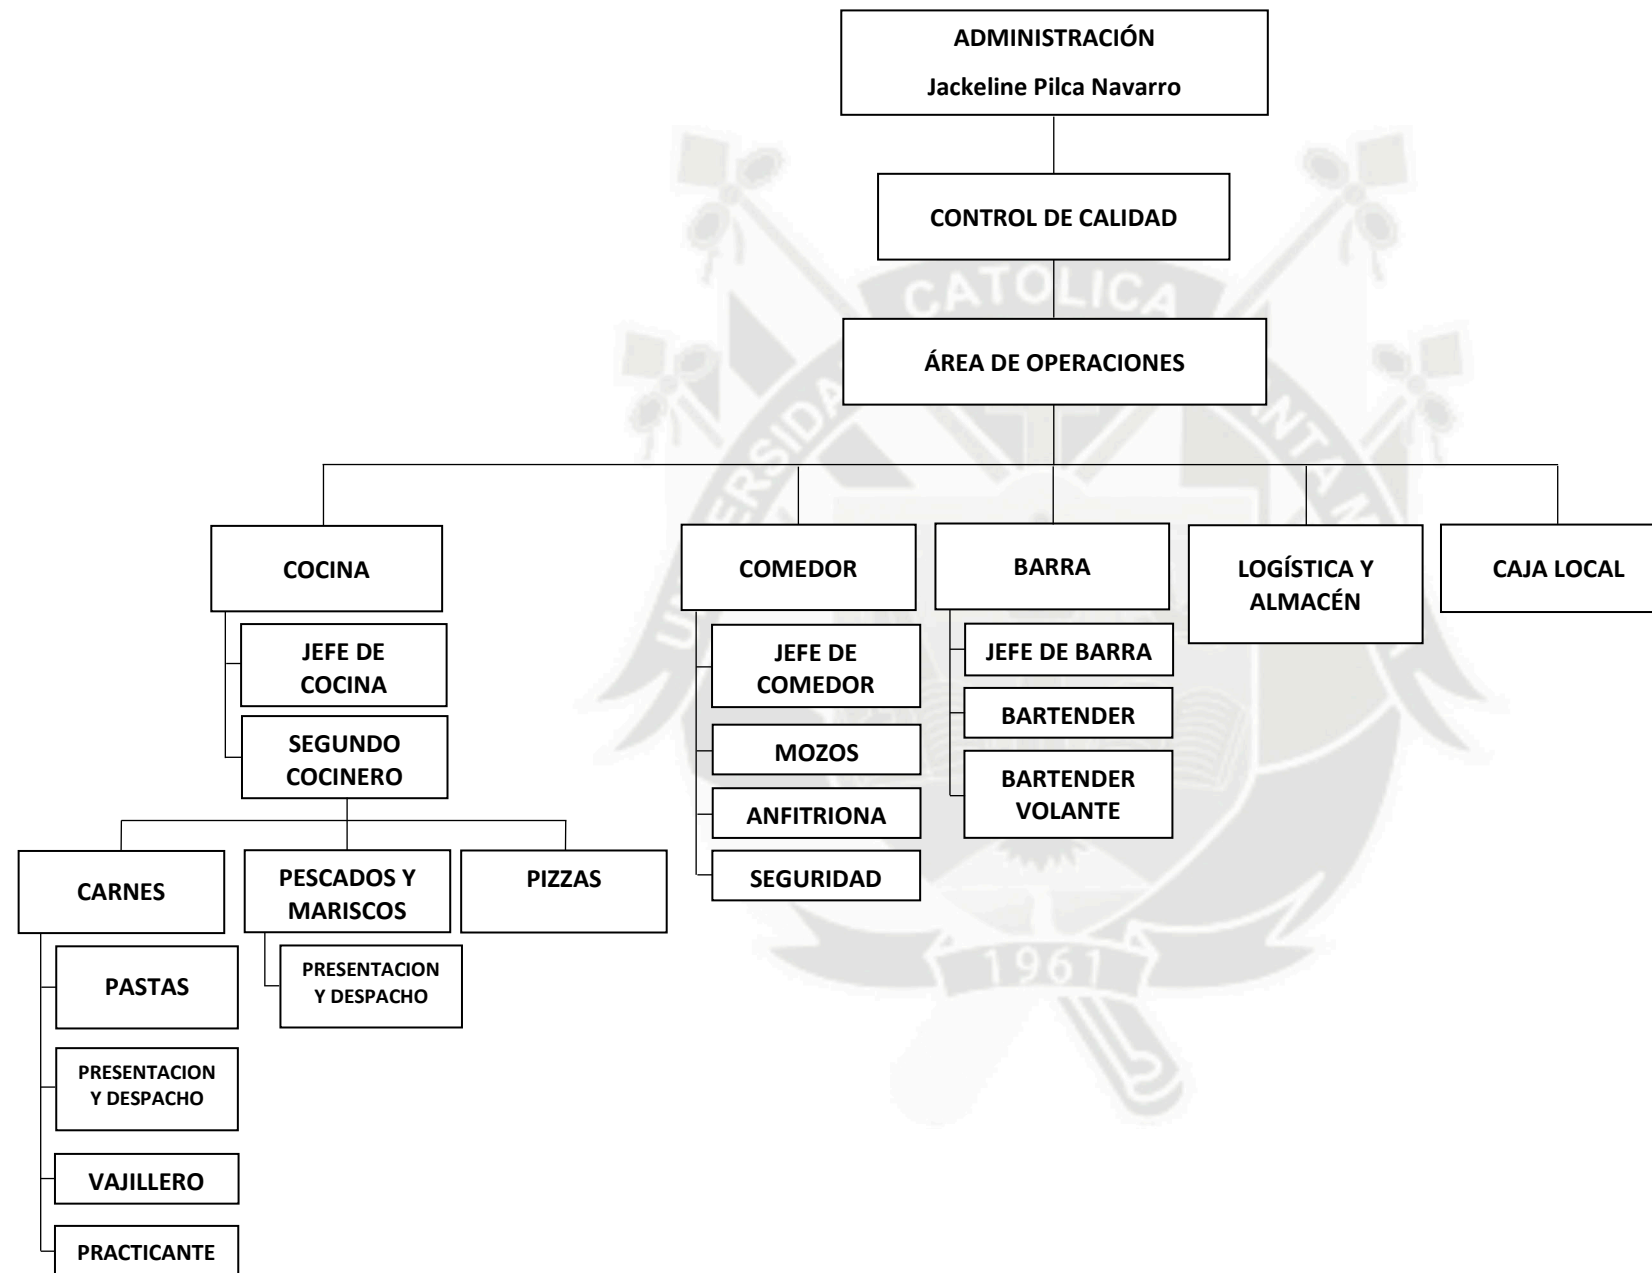 ADMINISTRACIÓN
Jackeline Pilca Navarro
CONTROL DE CALIDAD
ÁREA DE OPERACIONES
COCINA
JEFE DE
COCINA
SEGUNDO
COCINERO
CARNES
PASTAS
PRESENTACION
Y DESPACHO
VAJILLERO
PRACTICANTE
PESCADOS Y
MARISCOS
PRESENTACION
Y DESPACHO
PIZZAS
COMEDOR
JEFE DE
COMEDOR
MOZOS
ANFITRIONA
SEGURIDAD
BARRA
JEFE DE BARRA
BARTENDER
BARTENDER
VOLANTE
LOGÍSTICA Y
ALMACÉN
CAJA LOCAL
CATOLICA
1961